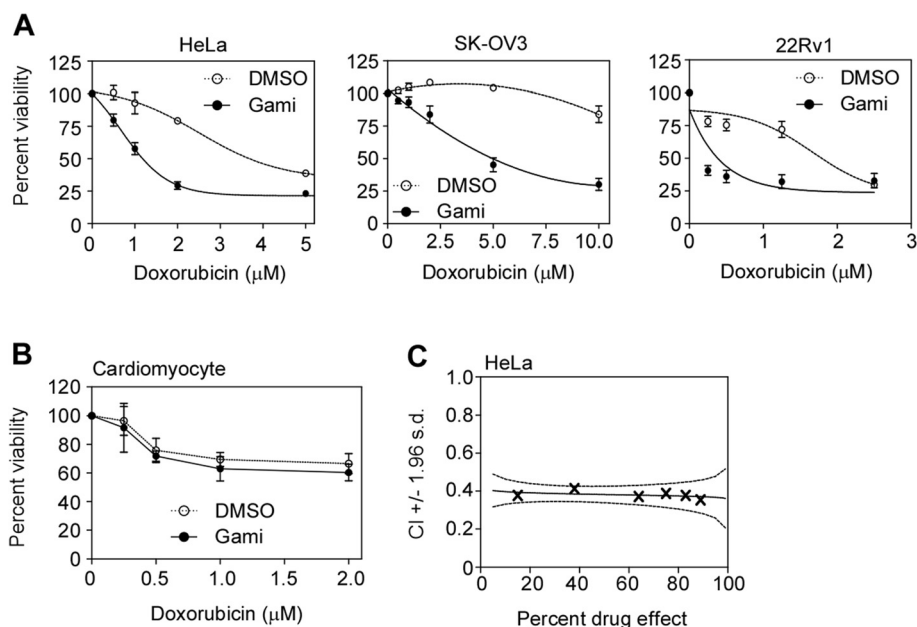 A
HeLa
SK-OV3
22Rv1
Percent viability
125
100
75
50
25
0
DMSO
Gami
0 1 2 3 4 5
Doxorubicin (μM)
125
100
75
50
25
0
DMSO
Gami
0 2.5 5.0 7.5 10.0
Doxorubicin (μM)
125
100
75
50
25
0
DMSO
Gami
0 1 2 3
Doxorubicin (μM)
B
Cardiomyocyte
Percent viability
120
100
80
60
40
20
0
DMSO
Gami
0 0.5 1.0 1.5 2.0
Doxorubicin (μM)
C
HeLa
CI +/- 1.96 s.d.
1.0
0.8
0.6
0.4
0.2
0
0 20 40 60 80 100
Percent drug effect